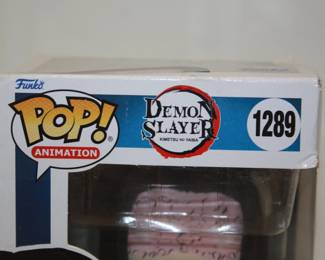 Funko
POP!
ANIMATION
DEMON
SLAYER
KIMETSU NO YAIBA
1289